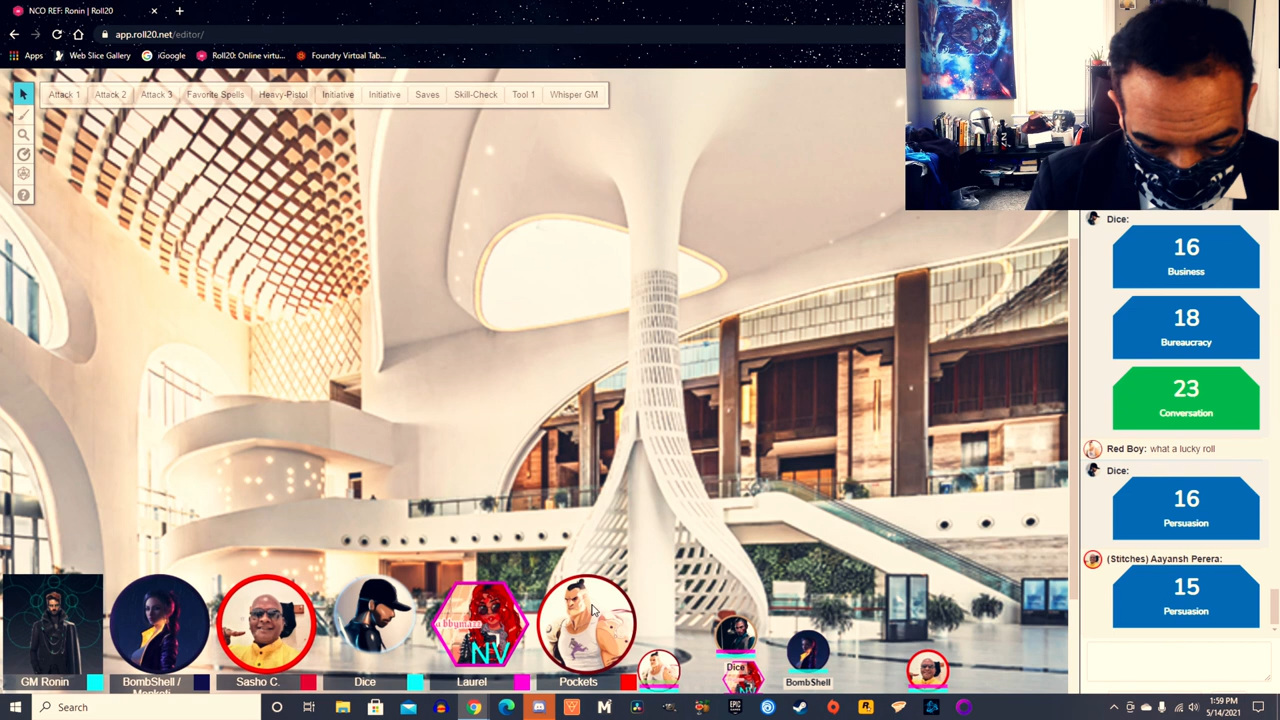 NCO REF: Ronin | Roll20
app.roll20.net/editor/
Apps
Web Slice Gallery
iGoogle
Roll20: Online virtu...
Foundry Virtual Tab...
Attack 1
Attack 2
Attack 3
Favorite Spells
Heavy-Pistol
Initiative
Initiative
Saves
Skill-Check
Tool 1
Whisper GM
Dice:
16
Business
18
Bureaucracy
23
Conversation
Red Boy: what a lucky roll
Dice:
16
Persuasion
(Stitches) Aayansh Perera:
15
Persuasion
NV
GM Ronin
BombShell /
Sasho C.
Dice
Laurel
Pockets
Dice
BombShell
Search
1:59 PM
5/14/2021